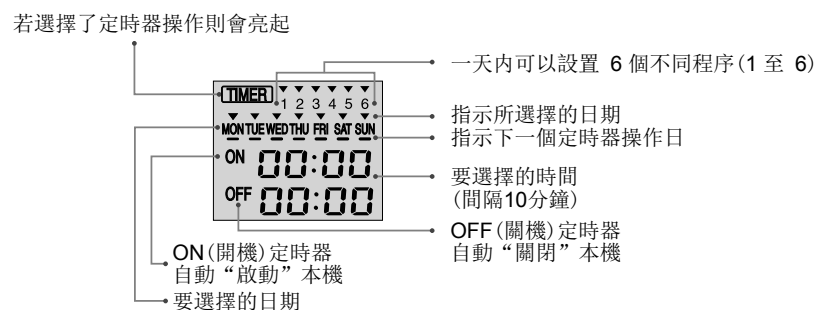 若選擇了定時器操作則會亮起
一天内可以設置 6 個不同程序(1 至 6)
TIMER
1 2 3 4 5 6
指示所選擇的日期
MON TUE WED THU FRI SAT SUN
指示下一個定時器操作日
ON 00:00
要選擇的時間
(間隔10分鐘)
OFF 00:00
OFF(關機)定時器
自動“關閉”本機
ON(開機)定時器
自動“啟動”本機
要選擇的日期